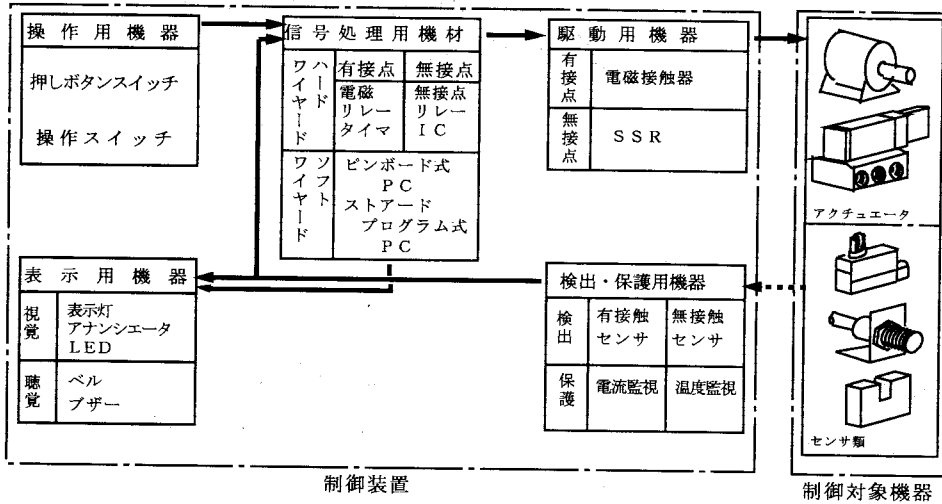 操作用機器
押しボタンスイッチ
操作スイッチ
信号処理用機材
ハード
ワイヤード
有接点
無接点
電磁
リレー
タイマ
無接点
リレー
IC
ソフト
ワイヤード
ピンボード式
PC
ストアード
プログラム式
PC
駆動用機器
有接点
電磁接触器
無接点
SSR
アクチュエータ
表示用機器
視覚
表示灯
アナンシエータ
LED
聴覚
ベル
ブザー
検出・保護用機器
検出
有接触
センサ
無接触
センサ
保護
電流監視
温度監視
センサ類
制御装置
制御対象機器